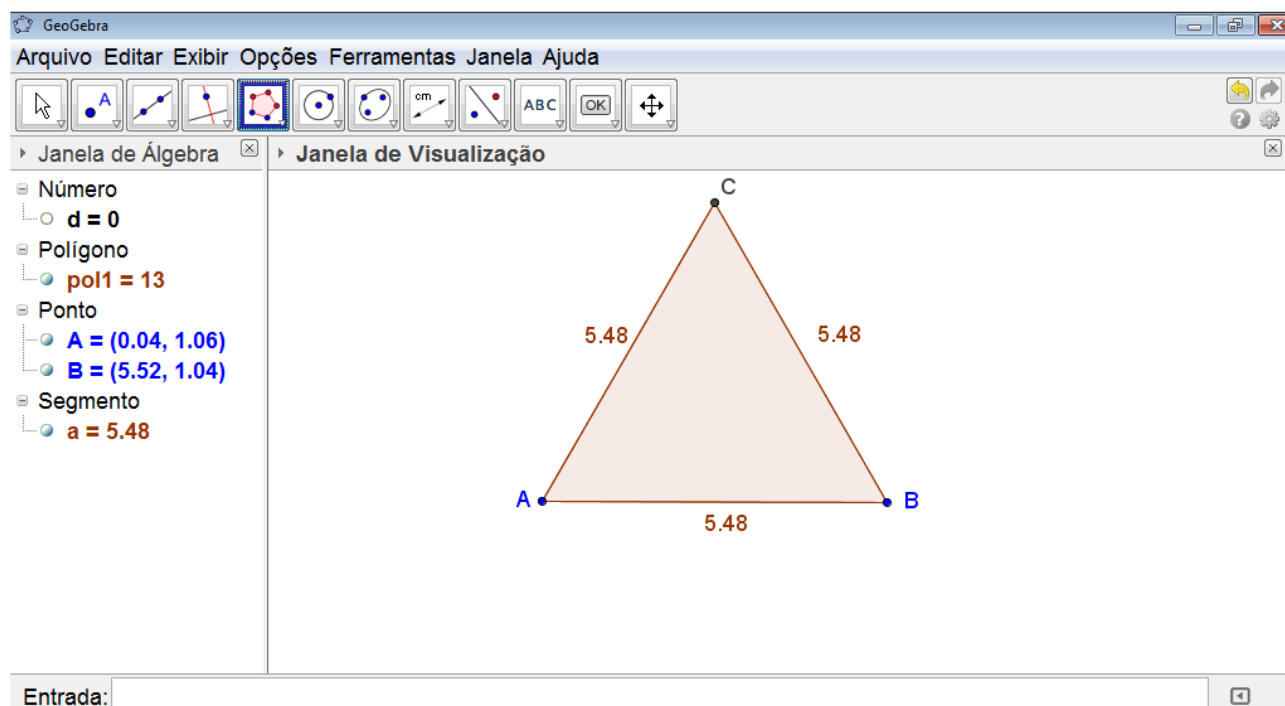 GeoGebra
Arquivo Editar Exibir Opções Ferramentas Janela Ajuda
A
cm
ABC
OK
Janela de Álgebra
Janela de Visualização
Número
d = 0
Polígono
pol1 = 13
Ponto
A = (0.04, 1.06)
B = (5.52, 1.04)
Segmento
a = 5.48
C
5.48
5.48
A
B
5.48
Entrada: